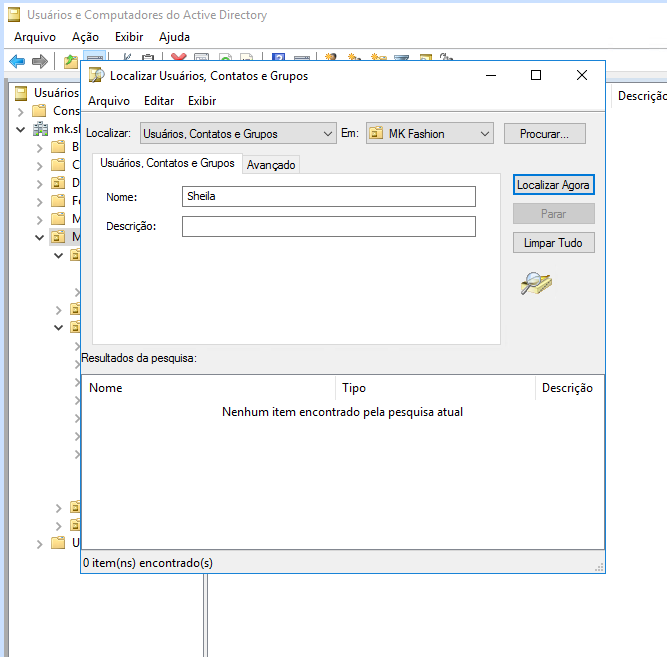 Usuários e Computadores do Active Directory
Arquivo Ação Exibir Ajuda
Localizar Usuários, Contatos e Grupos
Arquivo Editar Exibir
Localizar: Usuários, Contatos e Grupos Em: MK Fashion Procurar...
Usuários, Contatos e Grupos Avançado
Nome: Sheila
Descrição:
Localizar Agora
Parar
Limpar Tudo
Resultados da pesquisa:
Nome Tipo Descrição
Nenhum item encontrado pela pesquisa atual
0 item(ns) encontrado(s)
Usuários
Cons
mk.s
B
C
D
F
M
M
U
Descrição